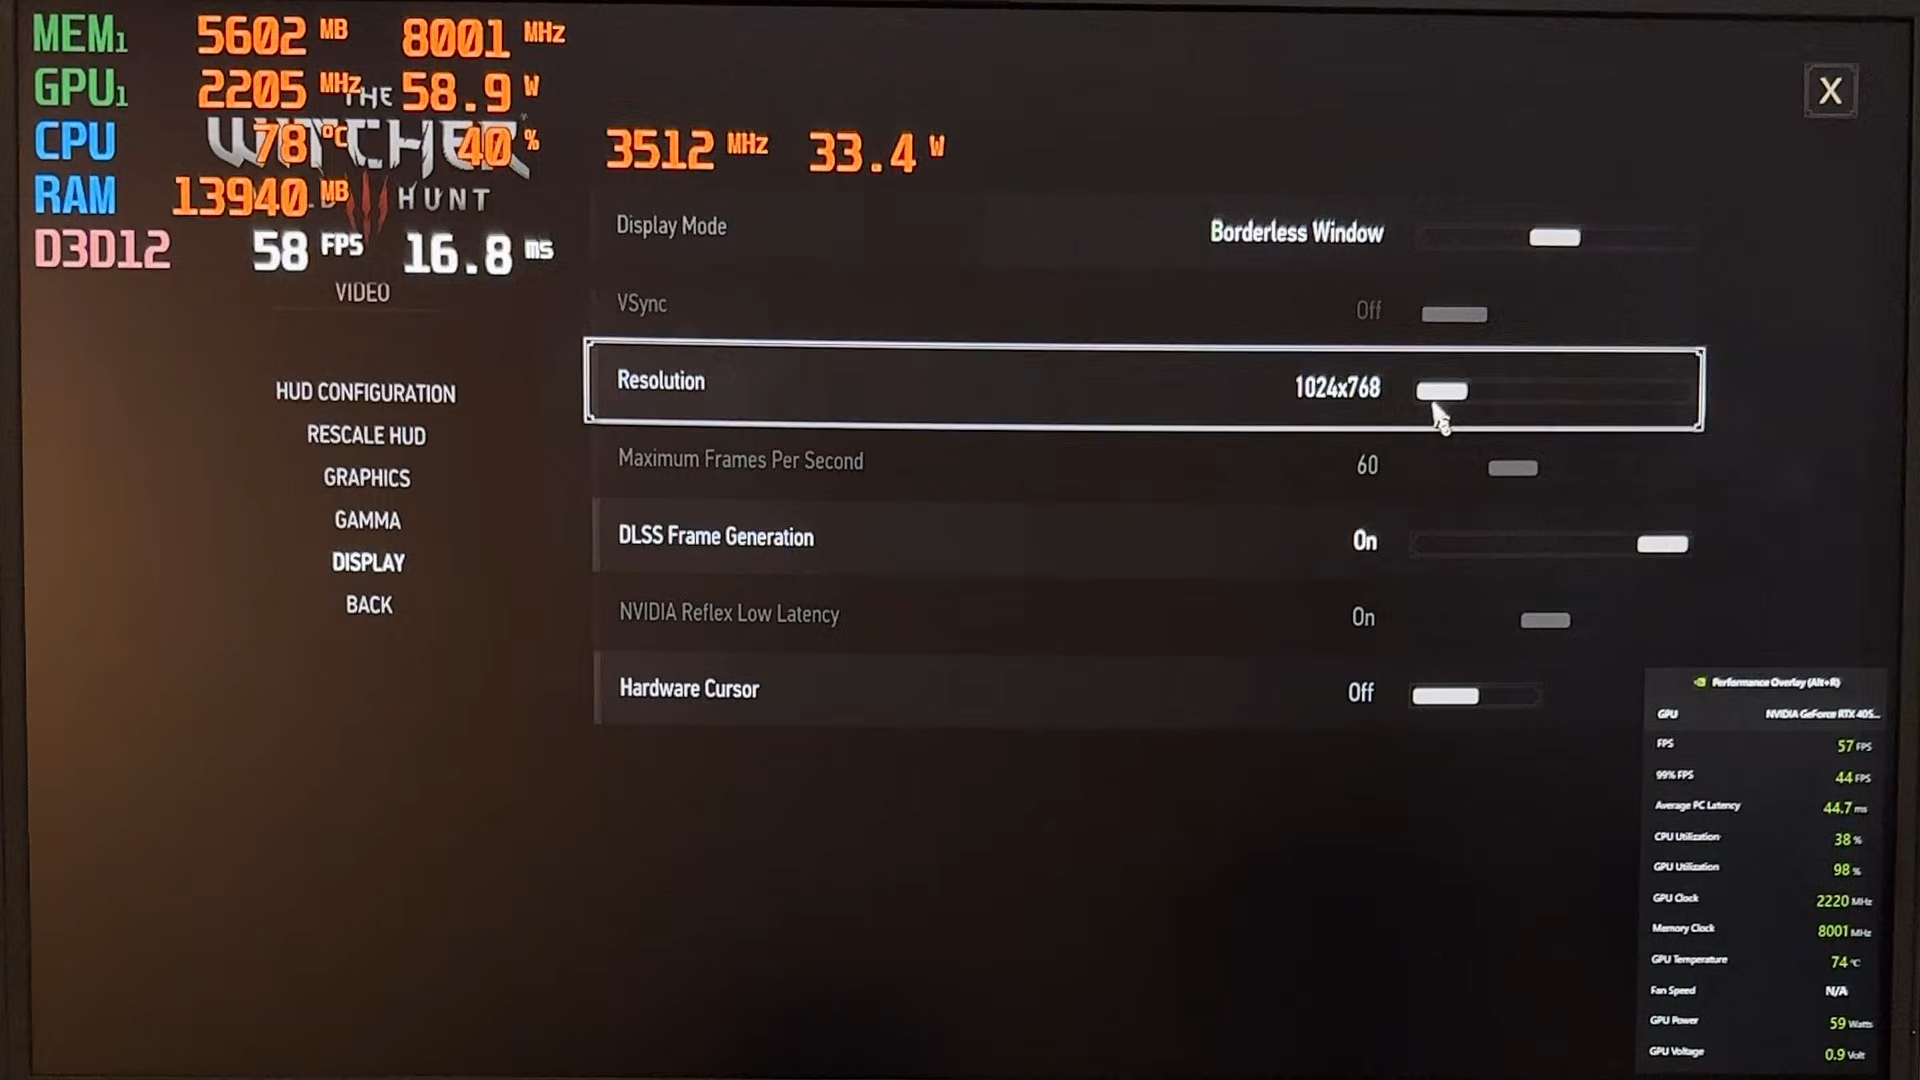 MEM1 5602 MB 8001 MHz
GPU1 2205 MHz 58.9 W
CPU 78 °C 40 % 3512 MHz 33.4 W
RAM 13940 MB
D3D12 58 FPS 16.8 ms
THE
WITCHER
HUNT
X
VIDEO
HUD CONFIGURATION
RESCALE HUD
GRAPHICS
GAMMA
DISPLAY
BACK
Display Mode Borderless Window
VSync Off
Resolution 1024x768
Maximum Frames Per Second 60
DLSS Frame Generation On
NVIDIA Reflex Low Latency On
Hardware Cursor Off
Performance Overlay (Alt+R)
GPU NVIDIA GeForce RTX 405...
FPS 57 FPS
99% FPS 44 FPS
Average PC Latency 44.7 ms
CPU Utilization 38 %
GPU Utilization 98 %
GPU Clock 2220 MHz
Memory Clock 8001 MHz
GPU Temperature 74 °C
Fan Speed N/A
GPU Power 59 Watts
GPU Voltage 0.9 Volt